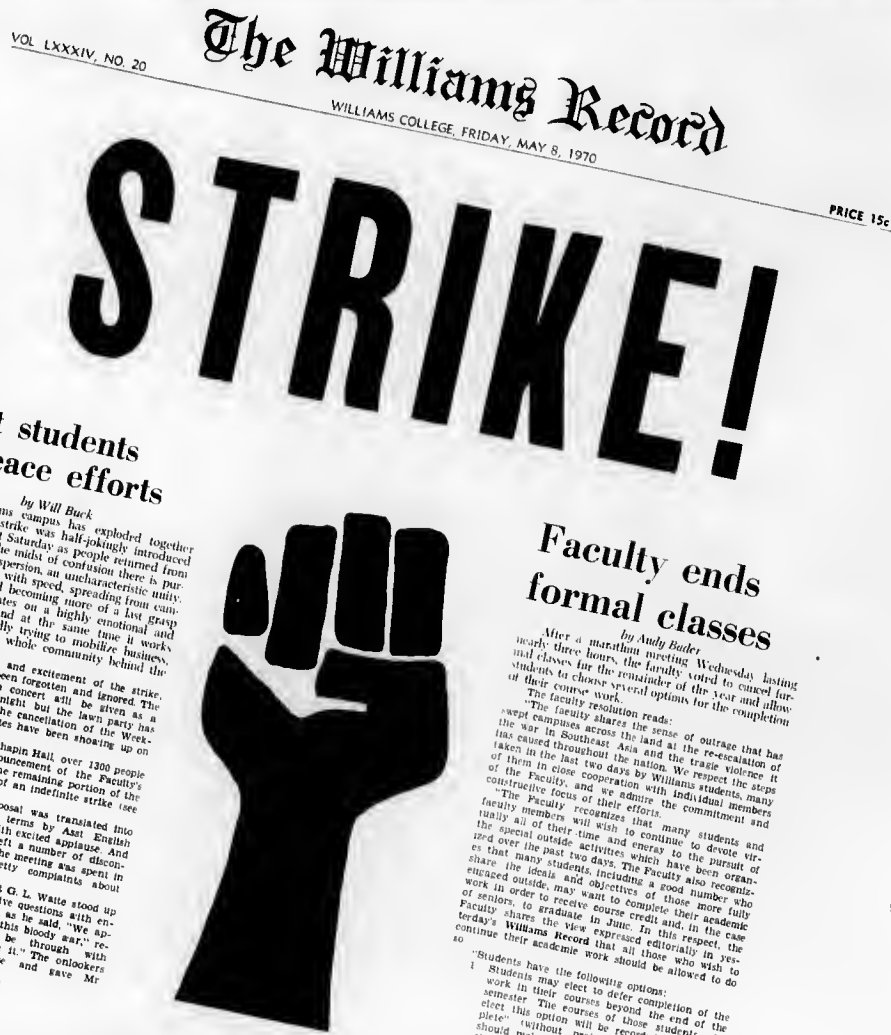 The Williams Record
VOL LXXXIV, NO. 20
WILLIAMS COLLEGE, FRIDAY, MAY 8, 1970
PRICE 15c
STRIKE!
students
efforts
by Will Buck
campus has exploded together
strike was half-jokingly introduced
Saturday as people returned from
midst of confusion there is pur-
an uncharacteristic unity.
with speed, spreading from cam-
becoming more of a last grasp
on a highly emotional and
and at the same time it works
trying to mobilize business,
whole community behind the
and excitement of the strike,
forgotten and ignored. The
concert will be given as a
but the lawn party has
cancellation of the Week-
have been showing up on
Hall, over 1300 people
of the Faculty's
remaining portion of the
of an indefinite strike (see
was translated into
terms by Asst English
excited applause. And
a number of discon-
meeting was spent in
complaints about
G. L. Waite stood up
questions with en-
as he said, "We ap-
this bloody war," re-
be through with
it." The onlookers
and gave Mr
Faculty ends
formal classes
by Andy Bader
After a marathon meeting Wednesday lasting
nearly three hours, the faculty voted to cancel for-
mal classes for the remainder of the year and allow
students to choose several options for the completion
of their course work.
The faculty resolution reads:
"The faculty shares the sense of outrage that has
swept campuses across the land at the re-escalation of
the war in Southeast Asia and the tragic violence it
has caused throughout the nation. We respect the steps
taken in the last two days by Williams students, many
of them in close cooperation with individual members
of the Faculty, and we admire the commitment and
constructive focus of their efforts.
"The Faculty recognizes that many students and
faculty members will wish to continue to devote vir-
tually all of their time and energy to the pursuit of
the special outside activities which have been organ-
ized over the past two days. The Faculty also recogniz-
es that many students, including a good number who
share the ideals and objectives of those more fully
engaged outside, may want to complete their academic
work in order to receive course credit and, in the case
of seniors, to graduate in June. In this respect, the
Faculty shares the view expressed editorially in yes-
terday's Williams Record that all those who wish to
continue their academic work should be allowed to do
so
"Students have the following options:
1 Students may elect to defer completion of the
work in their courses beyond the end of the
semester The courses of those students
elect this option will be
plete" (without
should